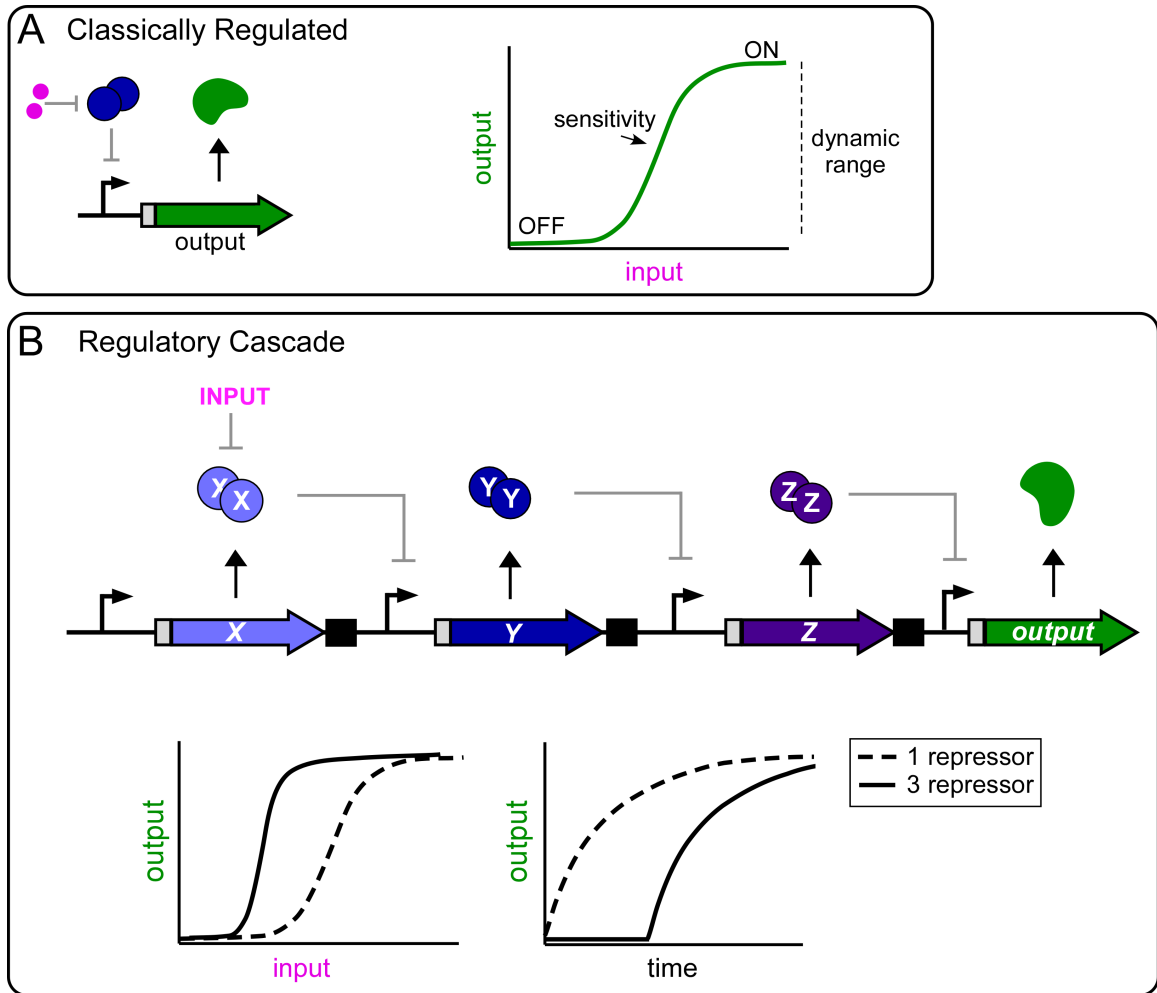 A Classically Regulated
output
output
sensitivity
ON
OFF
dynamic
range
input
B Regulatory Cascade
INPUT
X
X
Y
Y
Z
Z
X
Y
Z
output
output
input
output
time
1 repressor
3 repressor